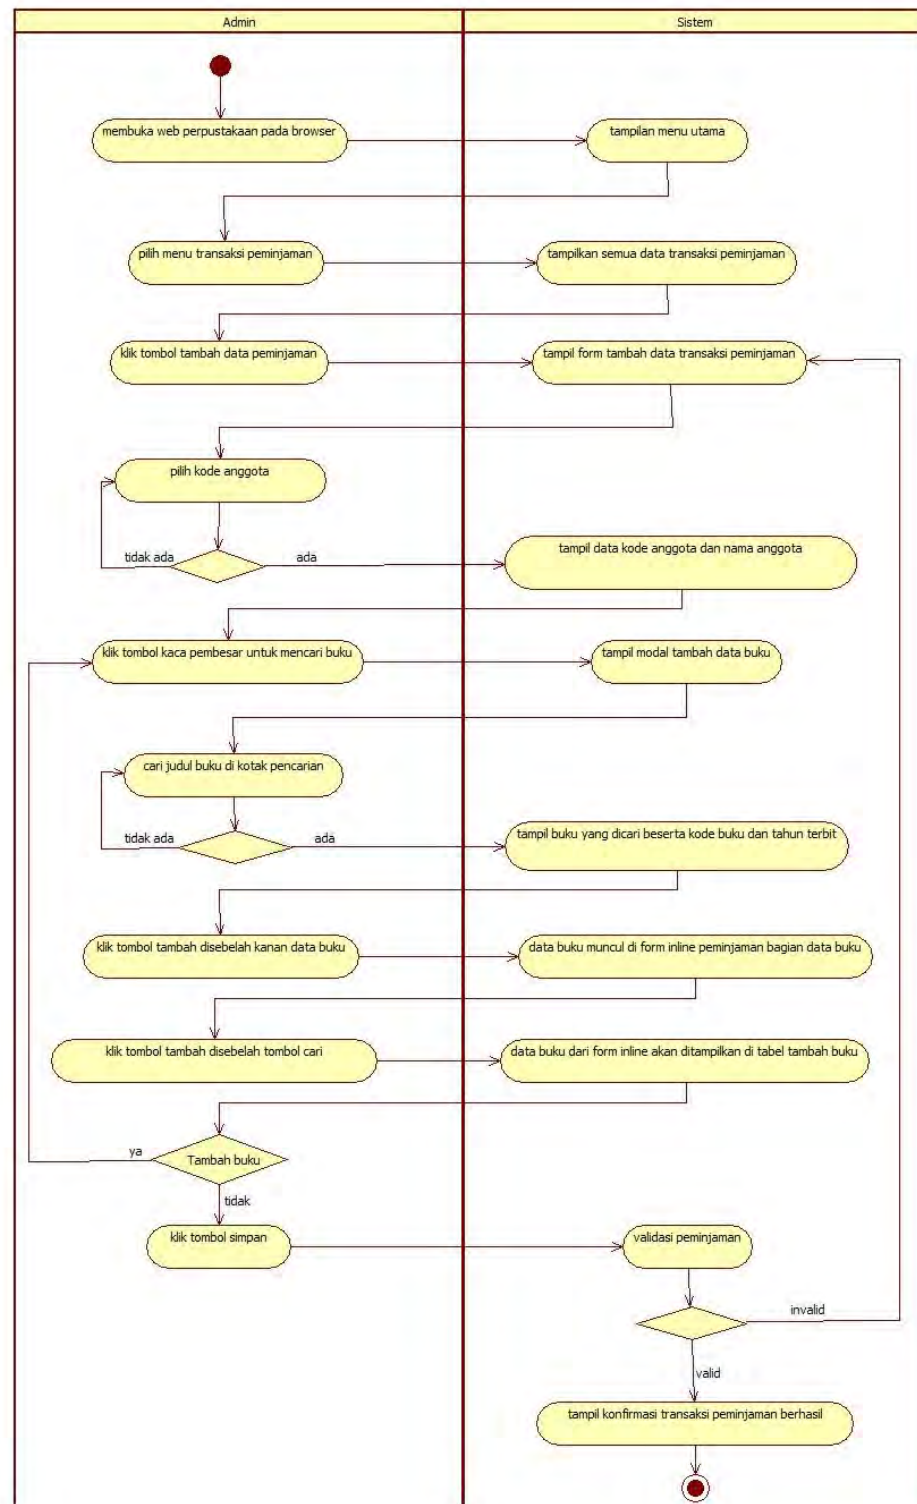 Admin
Sistem
membuka web perpustakaan pada browser
tampilan menu utama
pilih menu transaksi peminjaman
tampilkan semua data transaksi peminjaman
klik tombol tambah data peminjaman
tampil form tambah data transaksi peminjaman
pilih kode anggota
tidak ada
ada
tampil data kode anggota dan nama anggota
klik tombol kaca pembesar untuk mencari buku
tampil modal tambah data buku
cari judul buku di kotak pencarian
tidak ada
ada
tampil buku yang dicari beserta kode buku dan tahun terbit
klik tombol tambah disebelah kanan data buku
data buku muncul di form inline peminjaman bagian data buku
klik tombol tambah disebelah tombol cari
data buku dari form inline akan ditampilkan di tabel tambah buku
ya
Tambah buku
tidak
klik tombol simpan
validasi peminjaman
invalid
valid
tampil konfirmasi transaksi peminjaman berhasil